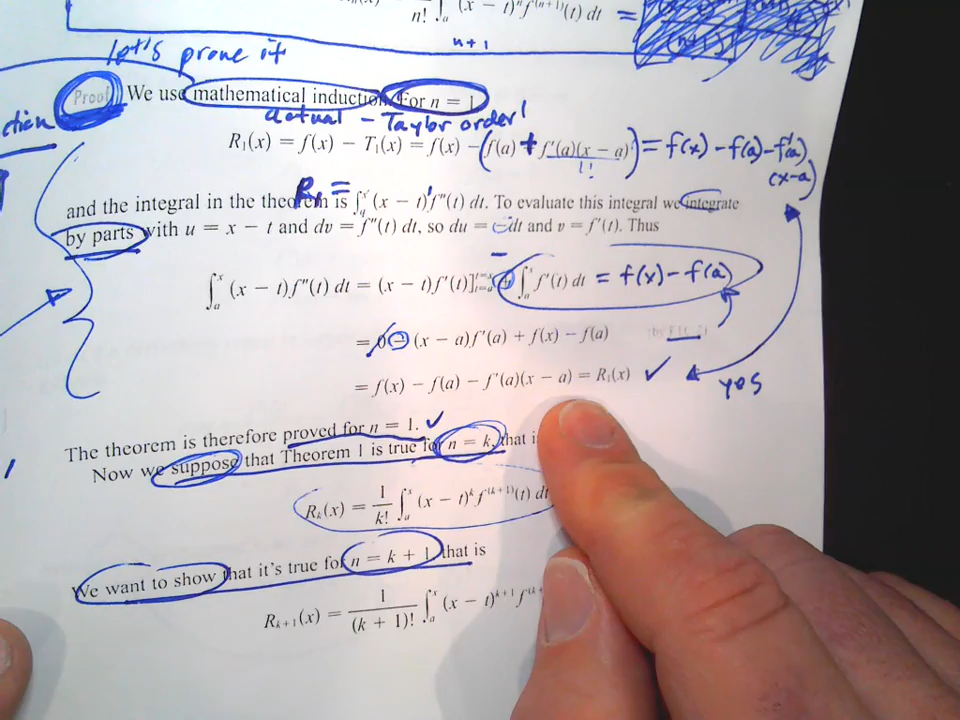 n! ∫ₐ (x − t)ⁿ f⁽ⁿ⁺¹⁾(t) dt =
n+1
let's prove it
Proof We use mathematical induction. For n = 1,
ction
actual - Taylor order 1
R₁(x) = f(x) − T₁(x) = f(x) − (f(a) + f'(a)(x − a)) = f(x) - f(a) - f'(a)
1! (x-a)
R₁ =
and the integral in the theorem is ∫ₐˣ (x − t)¹f''(t) dt. To evaluate this integral we integrate
by parts with u = x − t and dv = f''(t) dt, so du = −dt and v = f'(t). Thus
∫ₐˣ (x − t)f''(t) dt = (x − t)f'(t)]ₜ₌ₐᵗ⁼ˣ + ∫ₐˣ f'(t) dt = f(x) - f(a)
= 0 − (x − a)f'(a) + f(x) − f(a)
= f(x) − f(a) − f'(a)(x − a) = R₁(x) ✓ yes
The theorem is therefore proved for n = 1. ✓
Now we suppose that Theorem 1 is true for n = k, that i
Rₖ(x) = 1/k! ∫ₐˣ (x − t)ᵏ f⁽ᵏ⁺¹⁾(t) dt
We want to show that it's true for n = k + 1, that is
Rₖ₊₁(x) = 1/(k + 1)! ∫ₐˣ (x − t)ᵏ⁺¹ f⁽ᵏ⁺